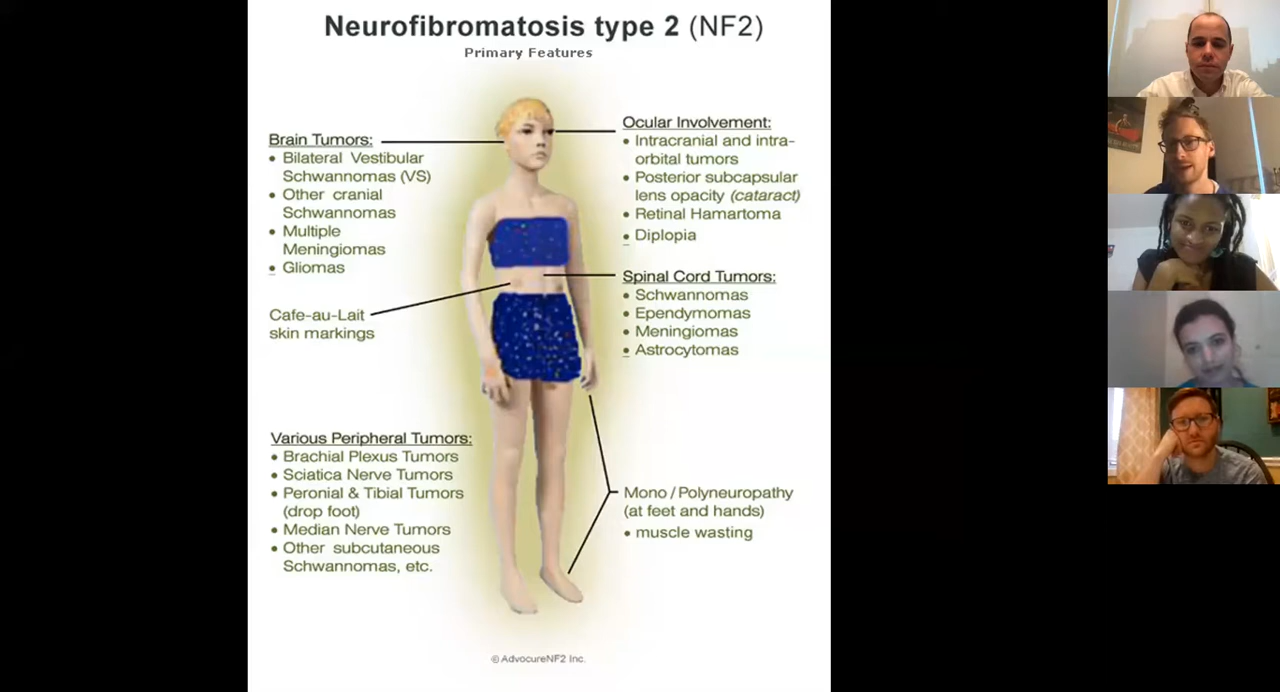 Neurofibromatosis type 2 (NF2)
Primary Features
Brain Tumors:
• Bilateral Vestibular
Schwannomas (VS)
• Other cranial
Schwannomas
• Multiple
Meningiomas
• Gliomas
Cafe-au-Lait
skin markings
Various Peripheral Tumors:
• Brachial Plexus Tumors
• Sciatica Nerve Tumors
• Peronial & Tibial Tumors
(drop foot)
• Median Nerve Tumors
• Other subcutaneous
Schwannomas, etc.
Ocular Involvement:
• Intracranial and intra-
orbital tumors
• Posterior subcapsular
lens opacity (cataract)
• Retinal Hamartoma
• Diplopia
Spinal Cord Tumors:
• Schwannomas
• Ependymomas
• Meningiomas
• Astrocytomas
Mono / Polyneuropathy
(at feet and hands)
• muscle wasting
© AdvocureNF2 Inc.